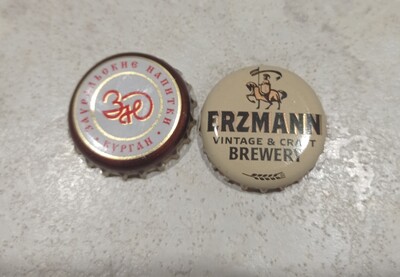 ЗАУРАЛЬСКИЕ НАПИТКИ
ЗН
• КУРГАН •
ERZMANN
VINTAGE & CRAFT
BREWERY